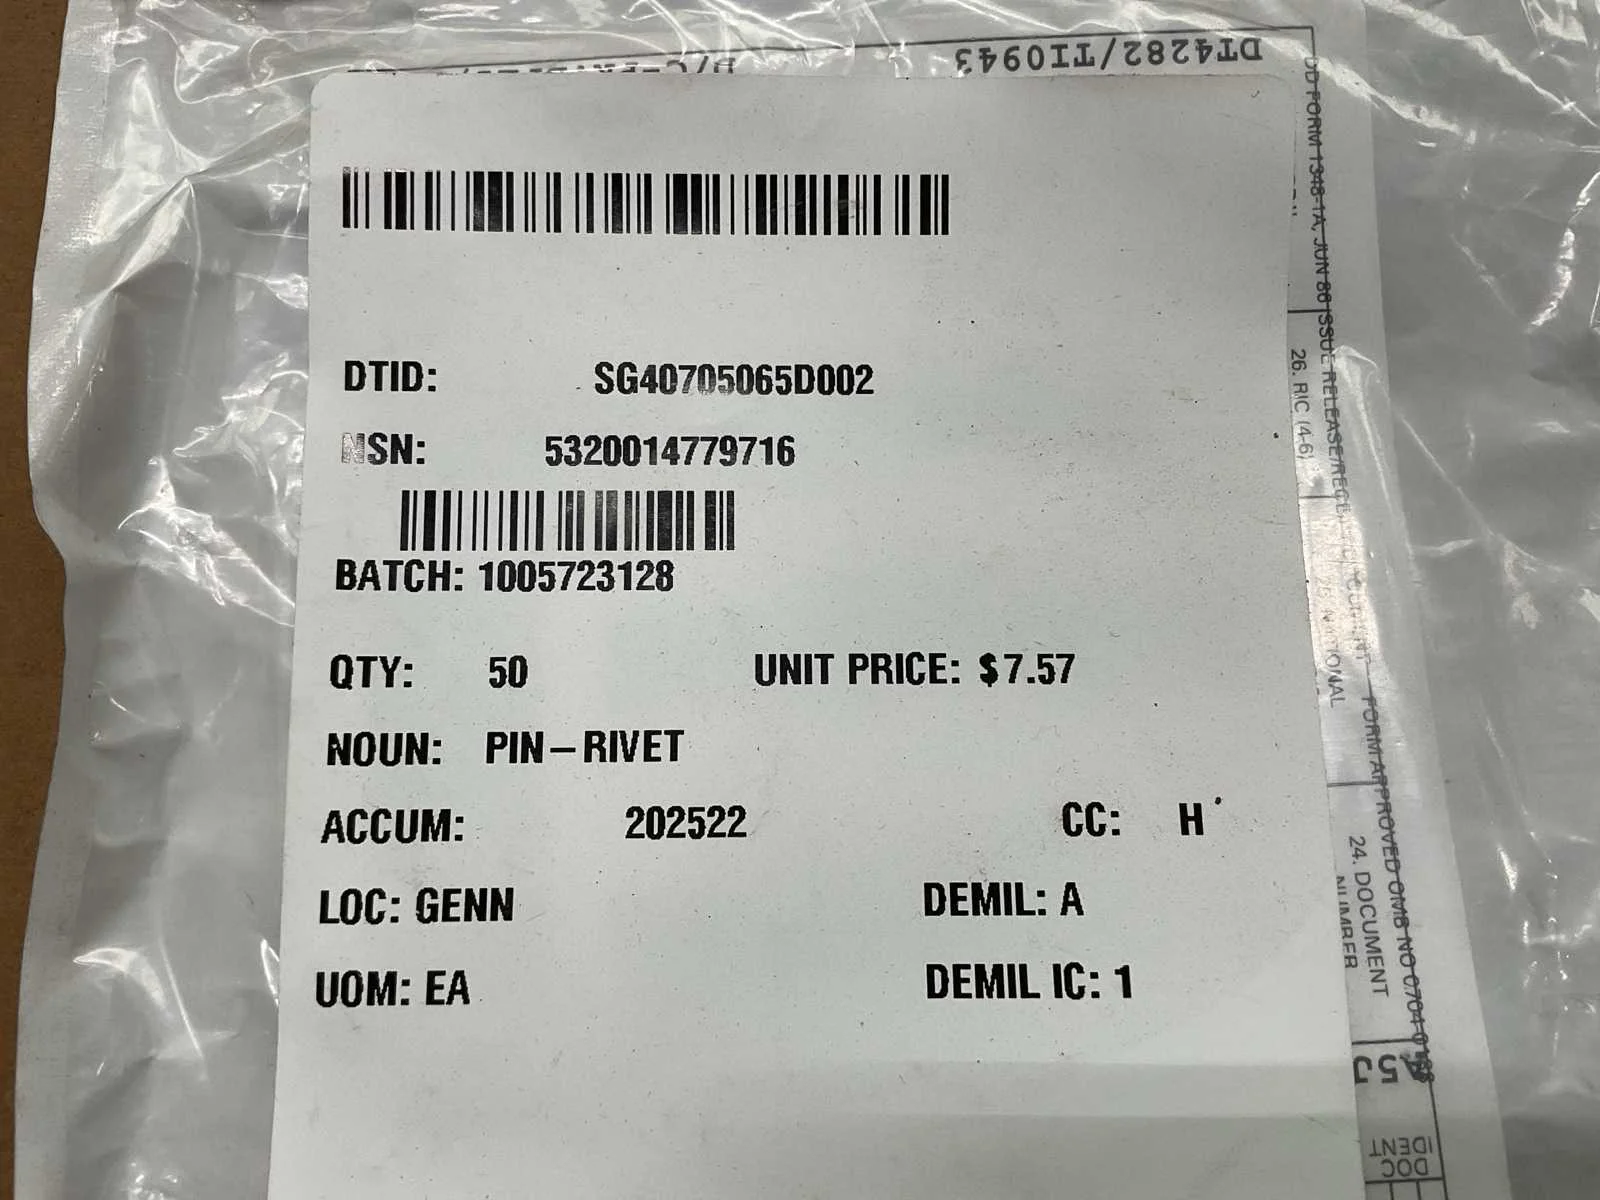 DT4282/TI0943
DTID: SG40705065D002
NSN: 5320014779716
BATCH: 1005723128
QTY: 50 UNIT PRICE: $7.57
NOUN: PIN-RIVET
ACCUM: 202522 CC: H
LOC: GENN DEMIL: A
UOM: EA DEMIL IC: 1
DD FORM 1348-1A, JUN 86 ISSUE RELEASE/RECEI
FORM APPROVED OMB NO 0704-0188
26. RIC (4-6)
24. DOCUMENT
NUMBER
DOC
IDENT